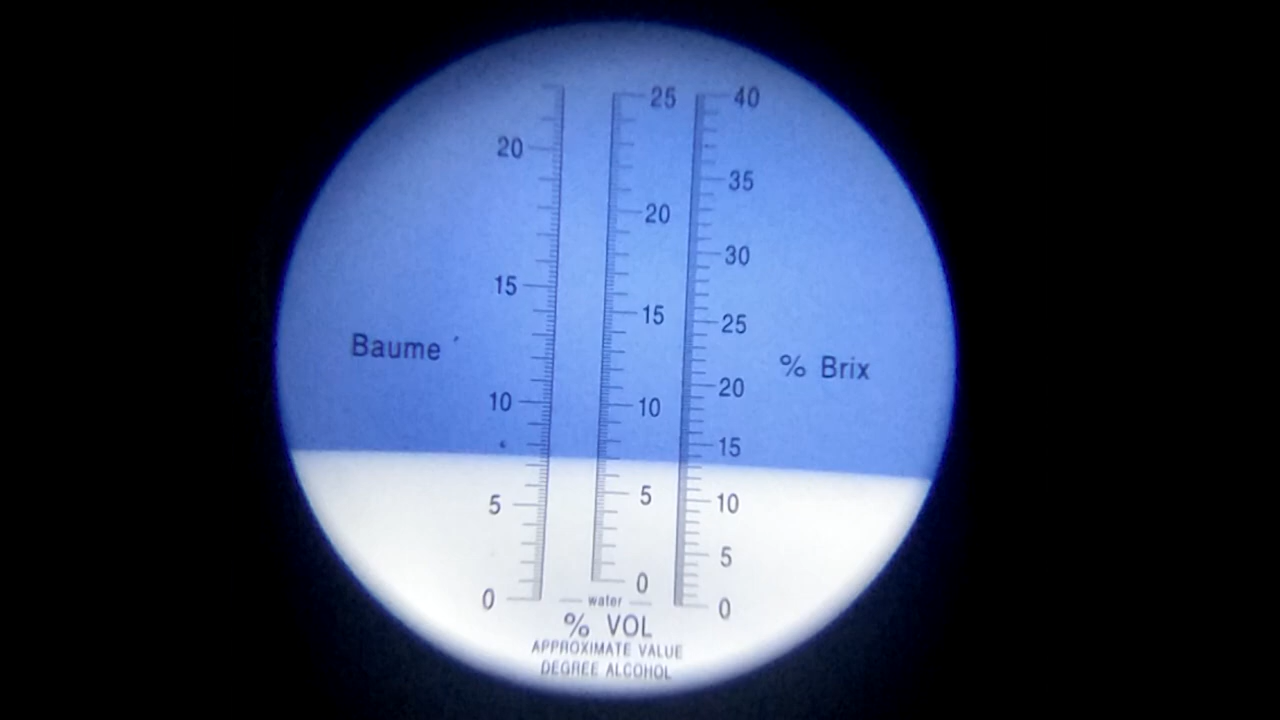 25 40
20
35
20
30
15
15 25
Baume ´
% Brix
20
10 10
15
5 5 10
5
0 0
water 0
% VOL
APPROXIMATE VALUE
DEGREE ALCOHOL